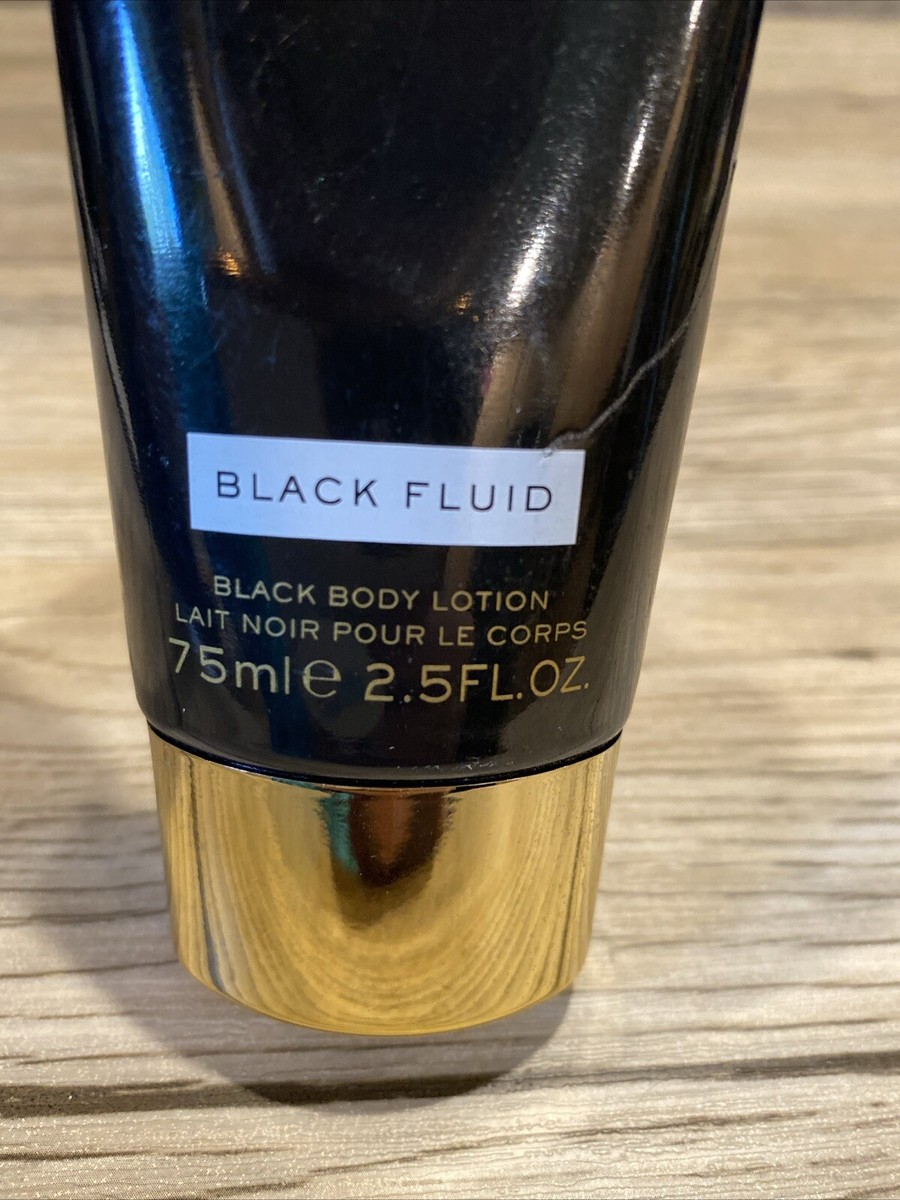 BLACK FLUID
BLACK BODY LOTION
LAIT NOIR POUR LE CORPS
75ml℮ 2.5FL.OZ.